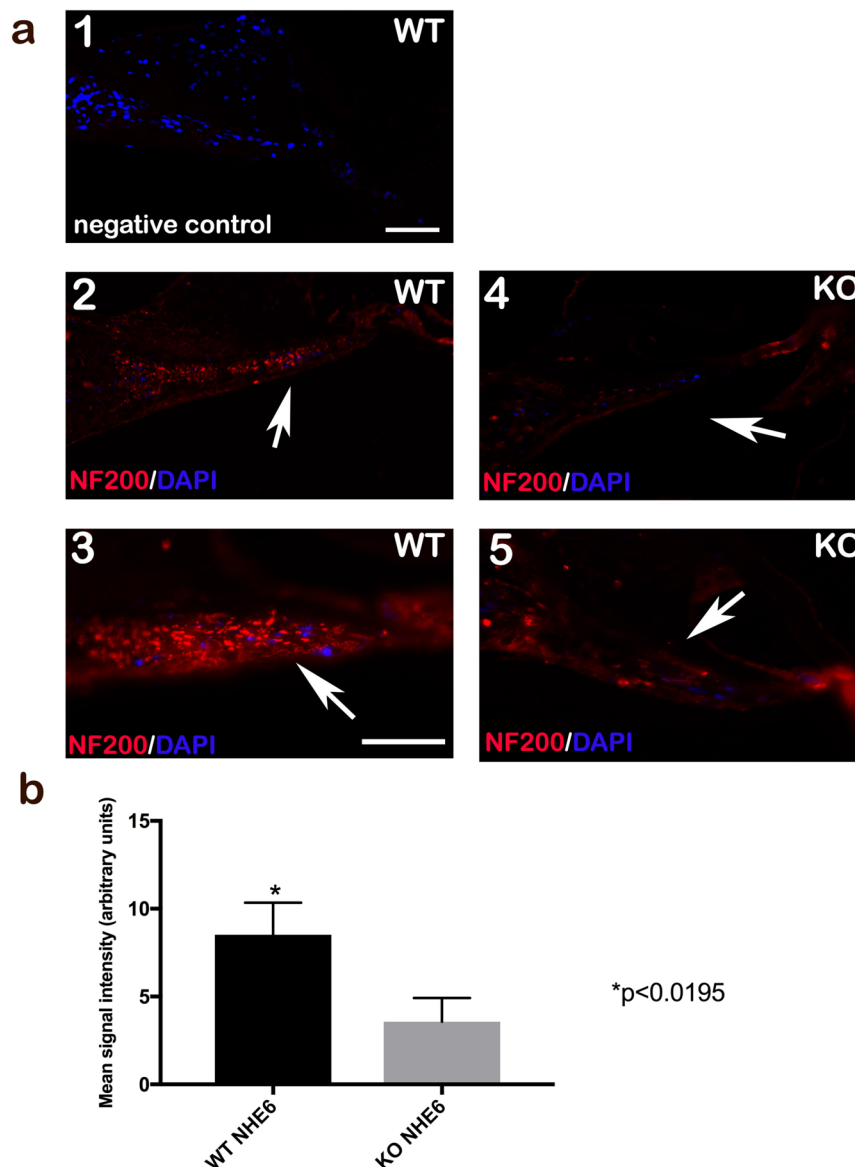 a
1 WT
negative control
2 WT
NF200/DAPI
4 KO
NF200/DAPI
3 WT
NF200/DAPI
5 KO
NF200/DAPI
b
Mean signal intensity (arbitrary units)
15
10
5
0
*
*p<0.0195
WT NHE6
KO NHE6